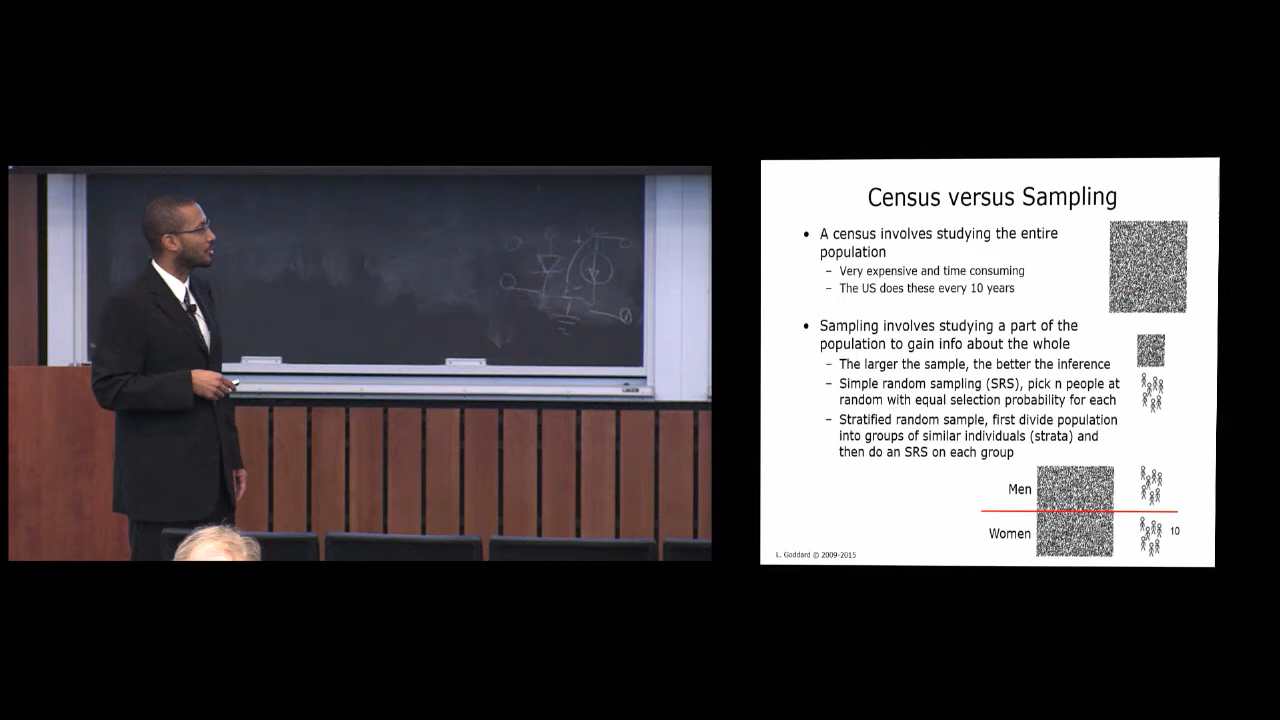 Census versus Sampling
• A census involves studying the entire
population
– Very expensive and time consuming
– The US does these every 10 years
• Sampling involves studying a part of the
population to gain info about the whole
– The larger the sample, the better the inference
– Simple random sampling (SRS), pick n people at
random with equal selection probability for each
– Stratified random sample, first divide population
into groups of similar individuals (strata) and
then do an SRS on each group
Men
Women
10
L. Goddard © 2009-2015